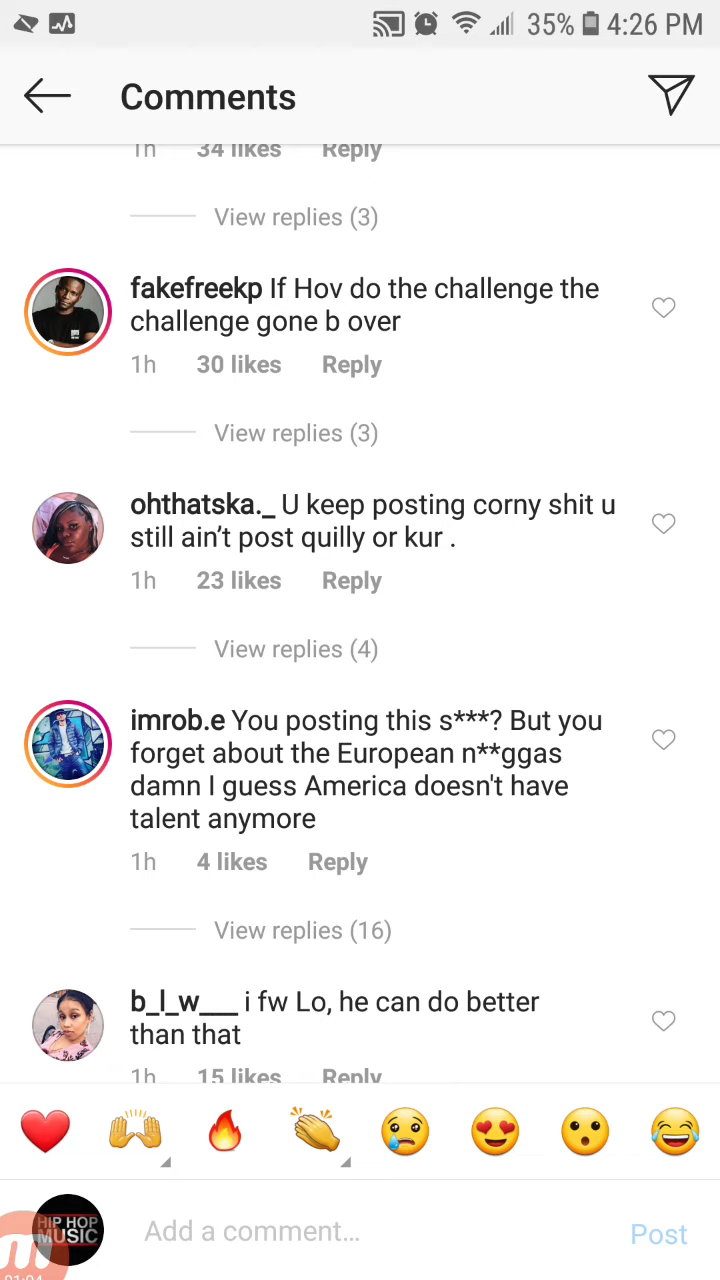 35% 4:26 PM
Comments
1h 34 likes Reply
View replies (3)
fakefreekp If Hov do the challenge the
challenge gone b over
1h 30 likes Reply
View replies (3)
ohthatska._ U keep posting corny shit u
still ain’t post quilly or kur .
1h 23 likes Reply
View replies (4)
imrob.e You posting this s***? But you
forget about the European n**ggas
damn I guess America doesn't have
talent anymore
1h 4 likes Reply
View replies (16)
b_l_w___ i fw Lo, he can do better
than that
1h 15 likes Reply
HIP HOP
MUSIC
Add a comment... Post
m
01:04